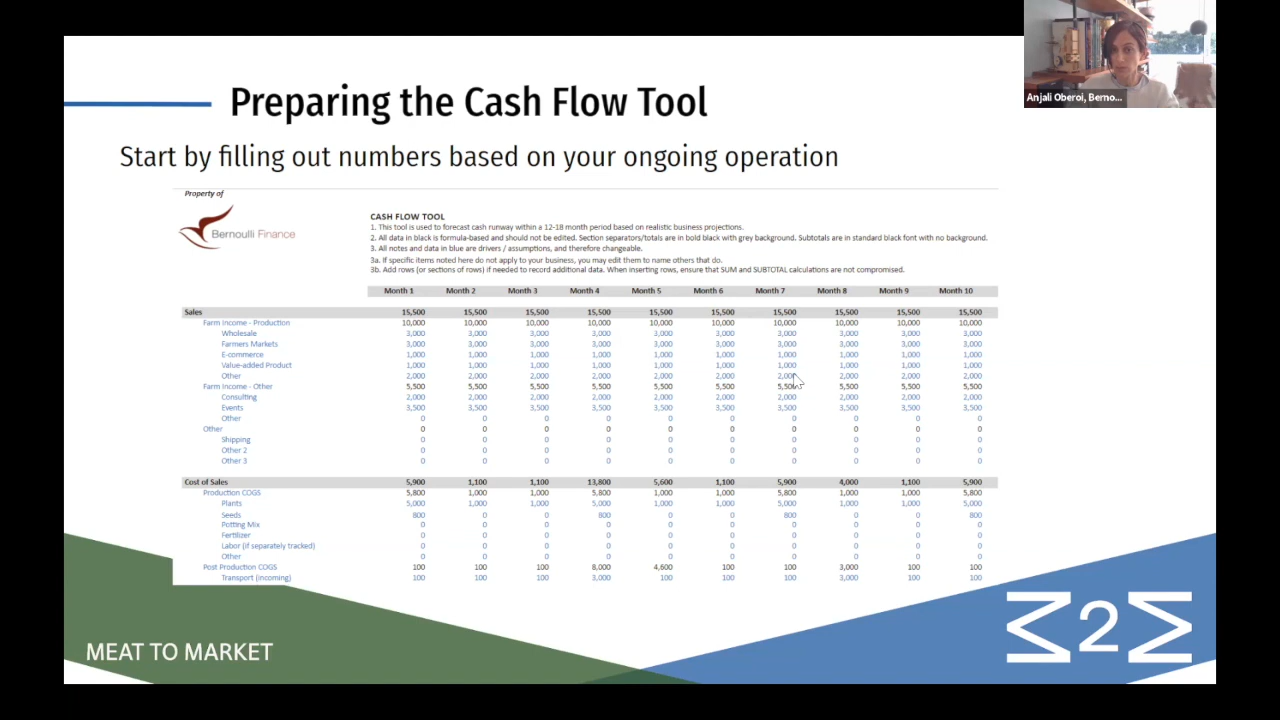 Preparing the Cash Flow Tool
Anjali Oberoi, Berno...
Start by filling out numbers based on your ongoing operation
Property of
Bernoulli Finance
CASH FLOW TOOL
1. This tool is used to forecast cash runway within a 12-18 month period based on realistic business projections.
2. All data in black is formula-based and should not be edited. Section separators/totals are in bold black with grey background. Subtotals are in standard black font with no background.
3. All notes and data in blue are drivers / assumptions, and therefore changeable.
3a. If specific items noted here do not apply to your business, you may edit them to name others that do.
3b. Add rows (or sections of rows) if needed to record additional data. When inserting rows, ensure that SUM and SUBTOTAL calculations are not compromised.
Month 1 Month 2 Month 3 Month 4 Month 5 Month 6 Month 7 Month 8 Month 9 Month 10
Sales 15,500 15,500 15,500 15,500 15,500 15,500 15,500 15,500 15,500 15,500
Farm Income - Production 10,000 10,000 10,000 10,000 10,000 10,000 10,000 10,000 10,000 10,000
Wholesale 3,000 3,000 3,000 3,000 3,000 3,000 3,000 3,000 3,000 3,000
Farmers Markets 3,000 3,000 3,000 3,000 3,000 3,000 3,000 3,000 3,000 3,000
E-commerce 1,000 1,000 1,000 1,000 1,000 1,000 1,000 1,000 1,000 1,000
Value-added Product 1,000 1,000 1,000 1,000 1,000 1,000 1,000 1,000 1,000 1,000
Other 2,000 2,000 2,000 2,000 2,000 2,000 2,000 2,000 2,000 2,000
Farm Income - Other 5,500 5,500 5,500 5,500 5,500 5,500 5,500 5,500 5,500 5,500
Consulting 2,000 2,000 2,000 2,000 2,000 2,000 2,000 2,000 2,000 2,000
Events 3,500 3,500 3,500 3,500 3,500 3,500 3,500 3,500 3,500 3,500
Other 0 0 0 0 0 0 0 0 0 0
Other 0 0 0 0 0 0 0 0 0 0
Shipping 0 0 0 0 0 0 0 0 0 0
Other 2 0 0 0 0 0 0 0 0 0 0
Other 3 0 0 0 0 0 0 0 0 0 0
Cost of Sales 5,900 1,100 1,100 13,800 5,600 1,100 5,900 4,000 1,100 5,900
Production COGS 5,800 1,000 1,000 5,800 1,000 1,000 5,800 1,000 1,000 5,800
Plants 5,000 1,000 1,000 5,000 1,000 1,000 5,000 1,000 1,000 5,000
Seeds 800 0 0 800 0 0 800 0 0 800
Potting Mix 0 0 0 0 0 0 0 0 0 0
Fertilizer 0 0 0 0 0 0 0 0 0 0
Labor (if separately tracked) 0 0 0 0 0 0 0 0 0 0
Other 0 0 0 0 0 0 0 0 0 0
Post Production COGS 100 100 100 8,000 4,600 100 100 3,000 100 100
Transport (incoming) 100 100 100 3,000 100 100 100 3,000 100 100
MEAT TO MARKET
M2M